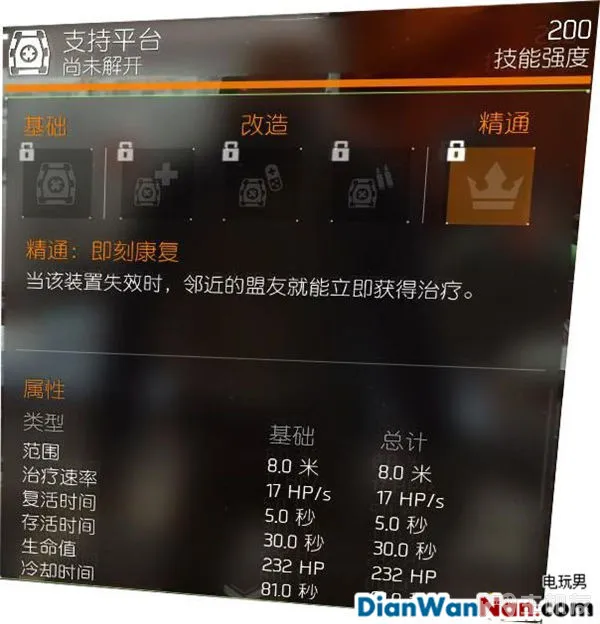 支持平台
尚未解开
200
技能强度
基础
改造
精通
精通：即刻康复
当该装置失效时，邻近的盟友就能立即获得治疗。
属性
类型 基础 总计
范围 8.0 米 8.0 米
治疗速率 17 HP/s 17 HP/s
复活时间 5.0 秒 5.0 秒
存活时间 30.0 秒 30.0 秒
生命值 232 HP 232 HP
冷却时间 81.0 秒
电玩男
DianWanNan.com